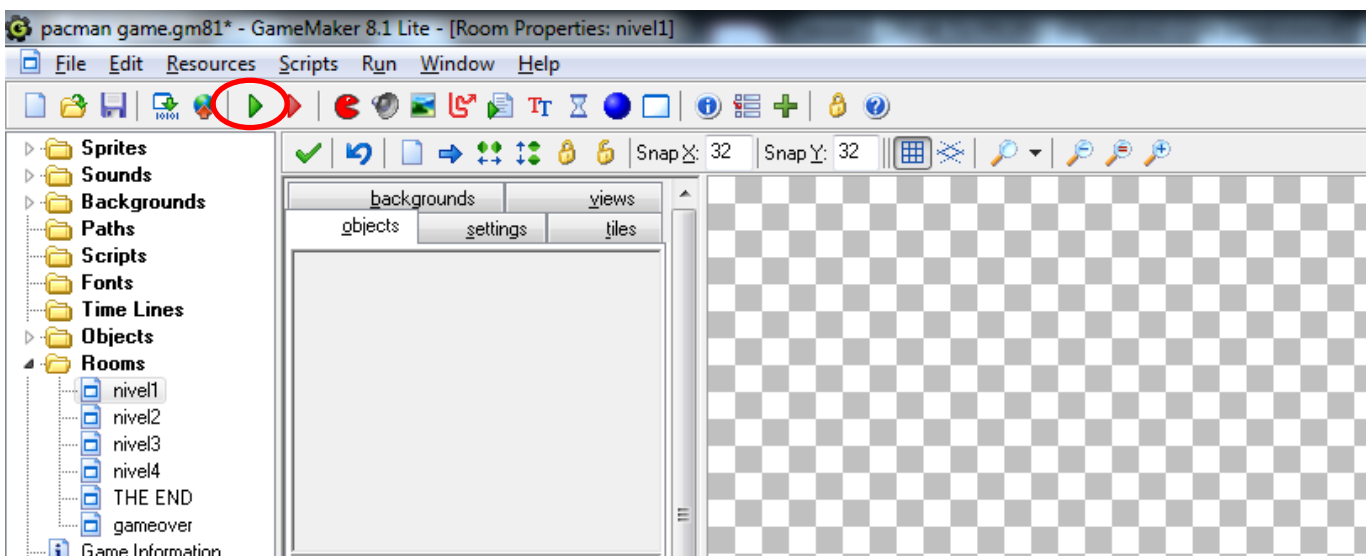 pacman game.gm81* - GameMaker 8.1 Lite - [Room Properties: nivel1]
File Edit Resources Scripts Run Window Help
Sprites
Sounds
Backgrounds
Paths
Scripts
Fonts
Time Lines
Objects
Rooms
nivel1
nivel2
nivel3
nivel4
THE END
gameover
Game Information
Snap X: 32 Snap Y: 32
backgrounds views
objects settings tiles